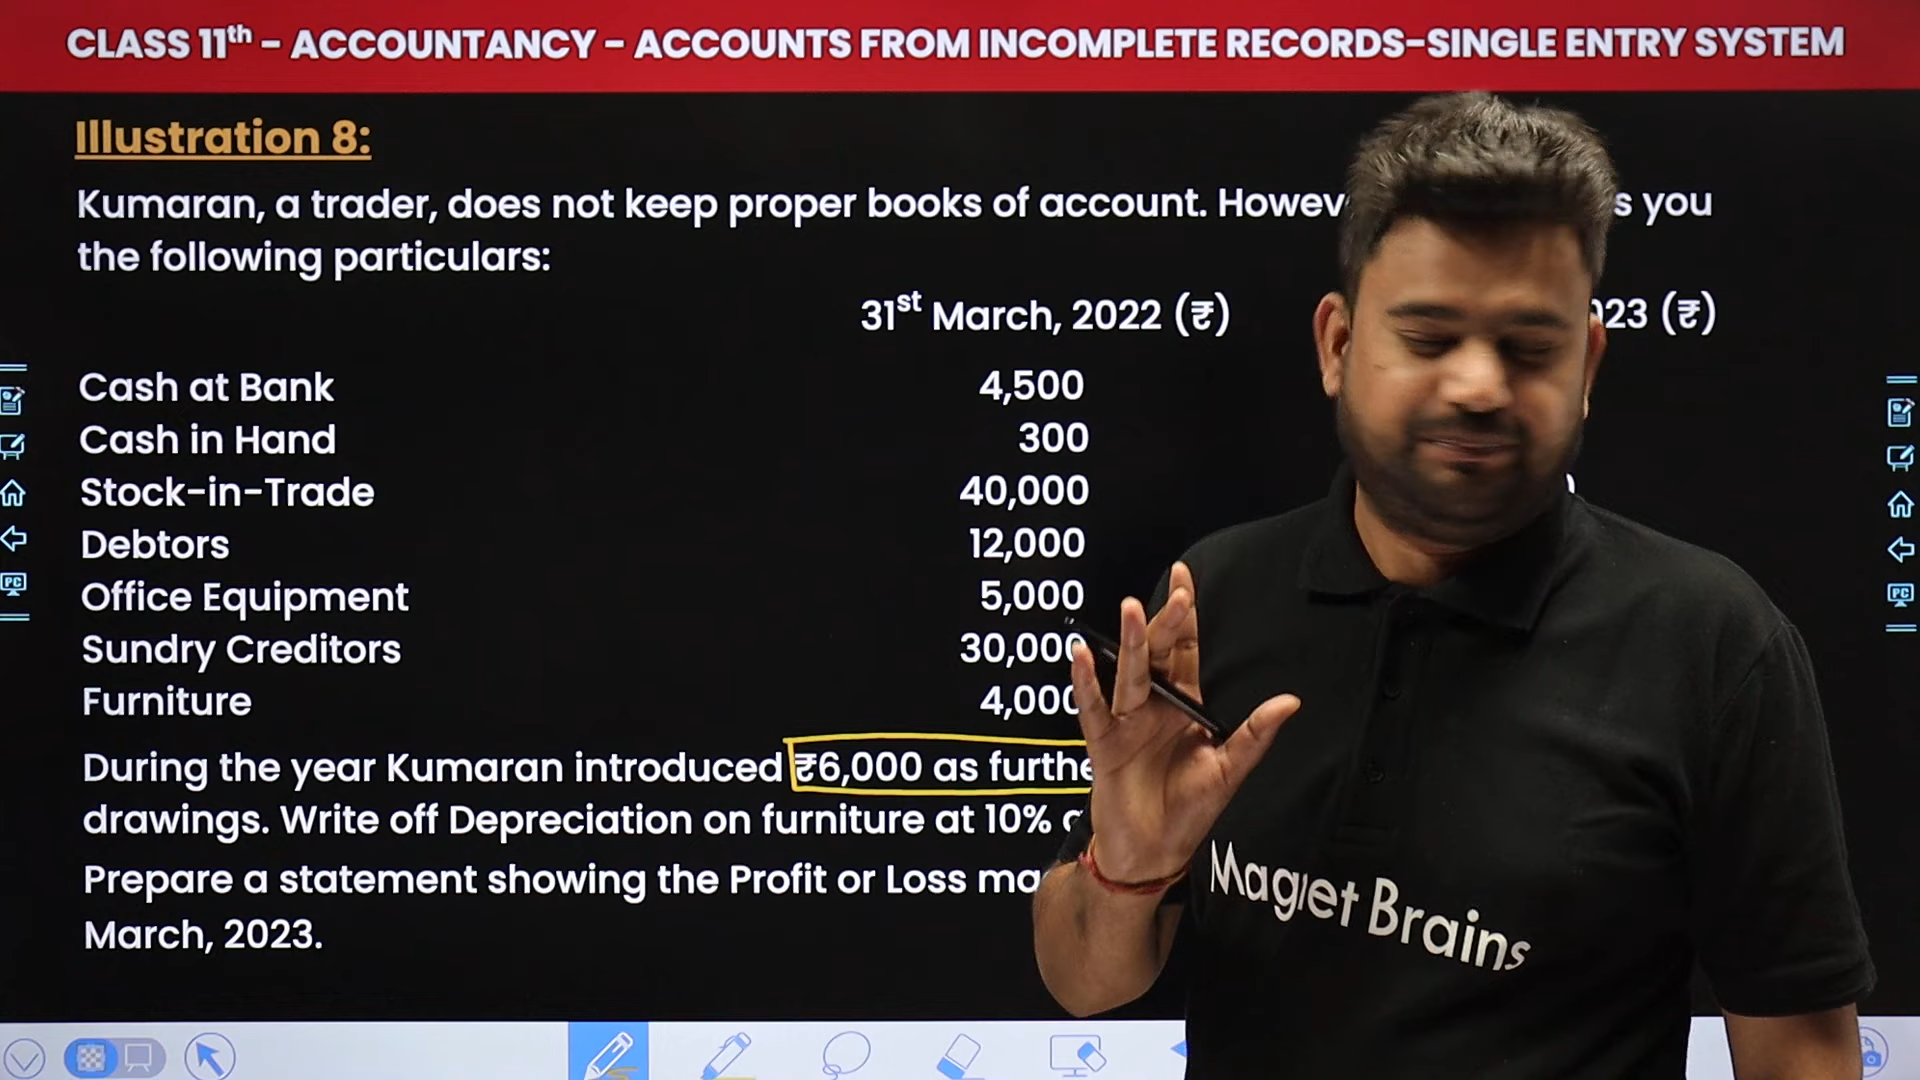 CLASS 11th - ACCOUNTANCY - ACCOUNTS FROM INCOMPLETE RECORDS-SINGLE ENTRY SYSTEM
Illustration 8:
Kumaran, a trader, does not keep proper books of account. you
the following particulars:
31st March, 2022 (₹) (₹)
Cash at Bank 4,500
Cash in Hand 300
Stock-in-Trade 40,000
Debtors 12,000
Office Equipment 5,000
Sundry Creditors 30,000
Furniture 4,000
During the year Kumaran introduced ₹6,000 as
drawings. Write off Depreciation on furniture at 10%
Prepare a statement showing the Profit or Loss
March, 2023.
Magnet Brains
PC
PC